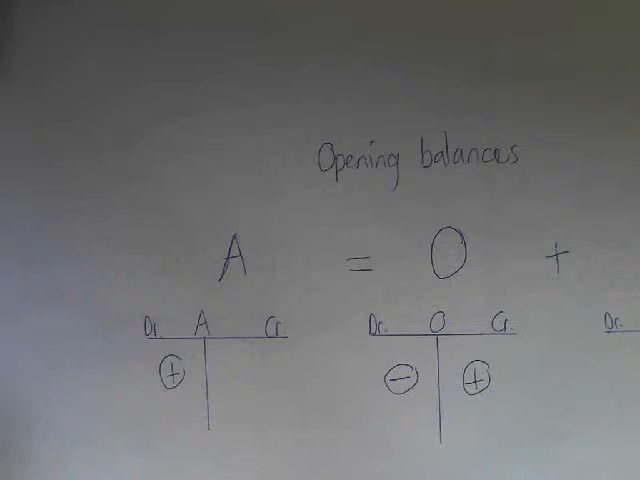 Opening balances
A = O +
Dr. A Cr. Dr. O Cr. Dr.
+ - +